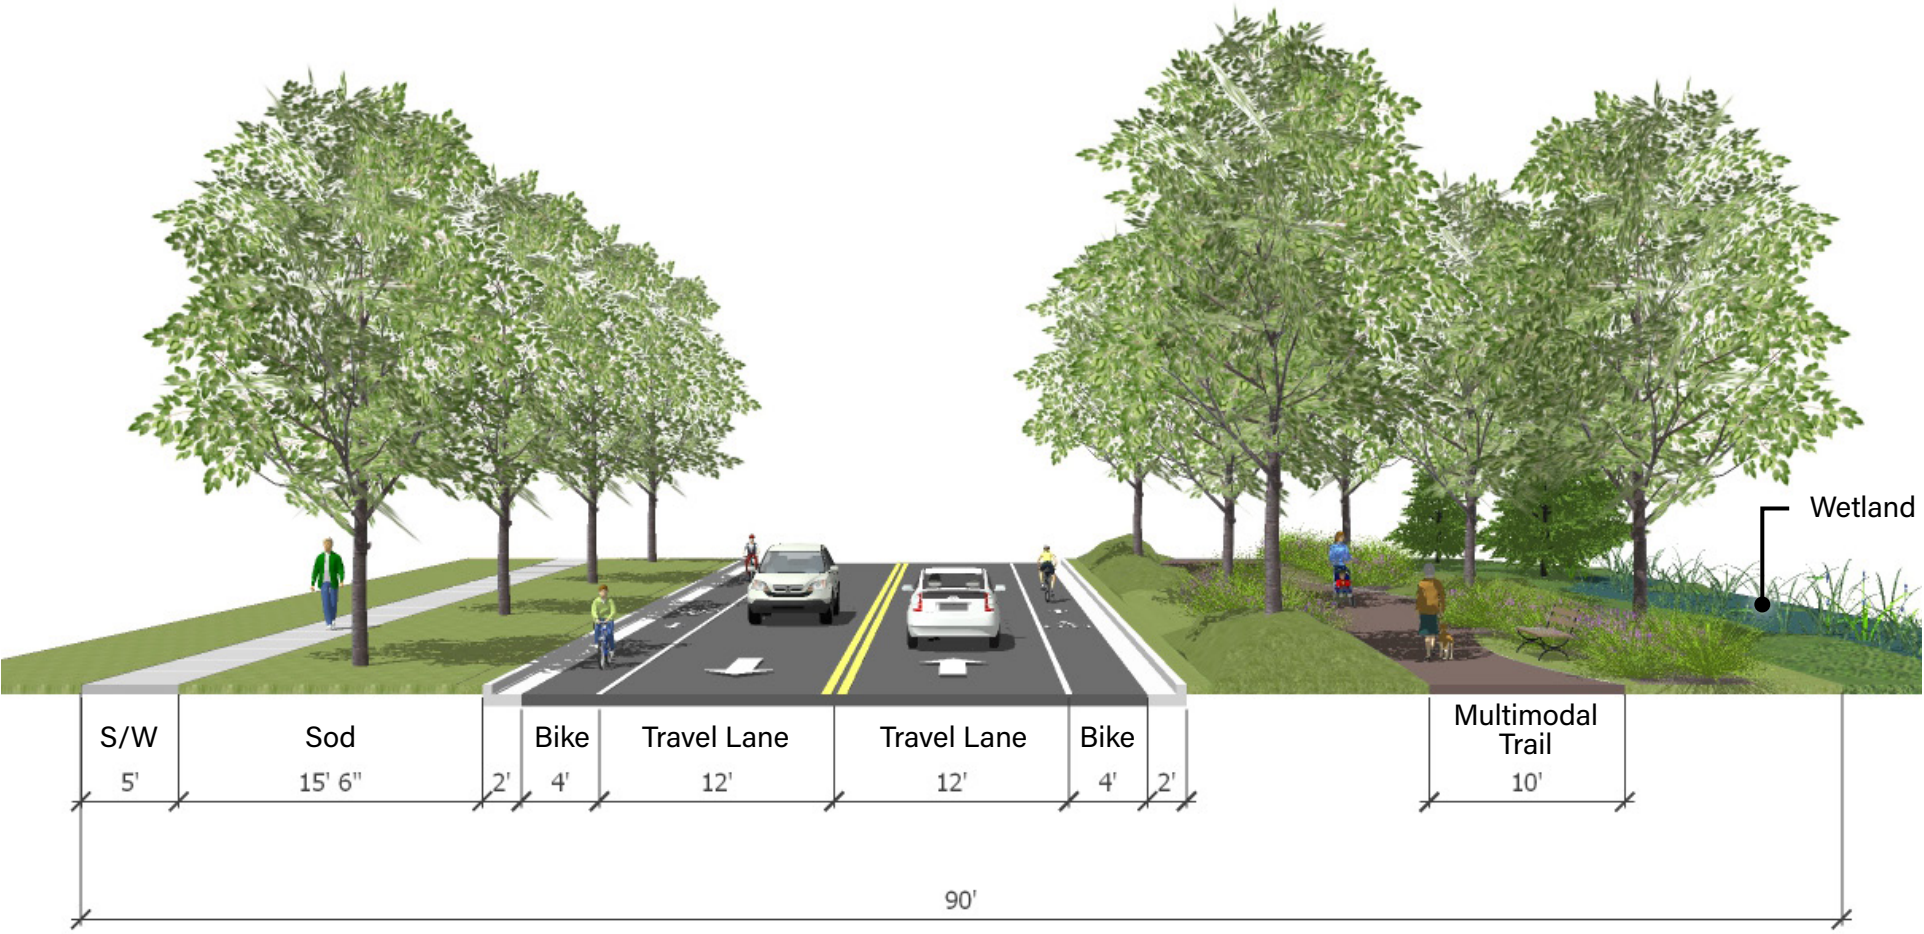 Wetland
S/W
Sod
Bike
Travel Lane
Travel Lane
Bike
Multimodal
Trail
5'
15' 6"
2'
4'
12'
12'
4'
2'
10'
90'